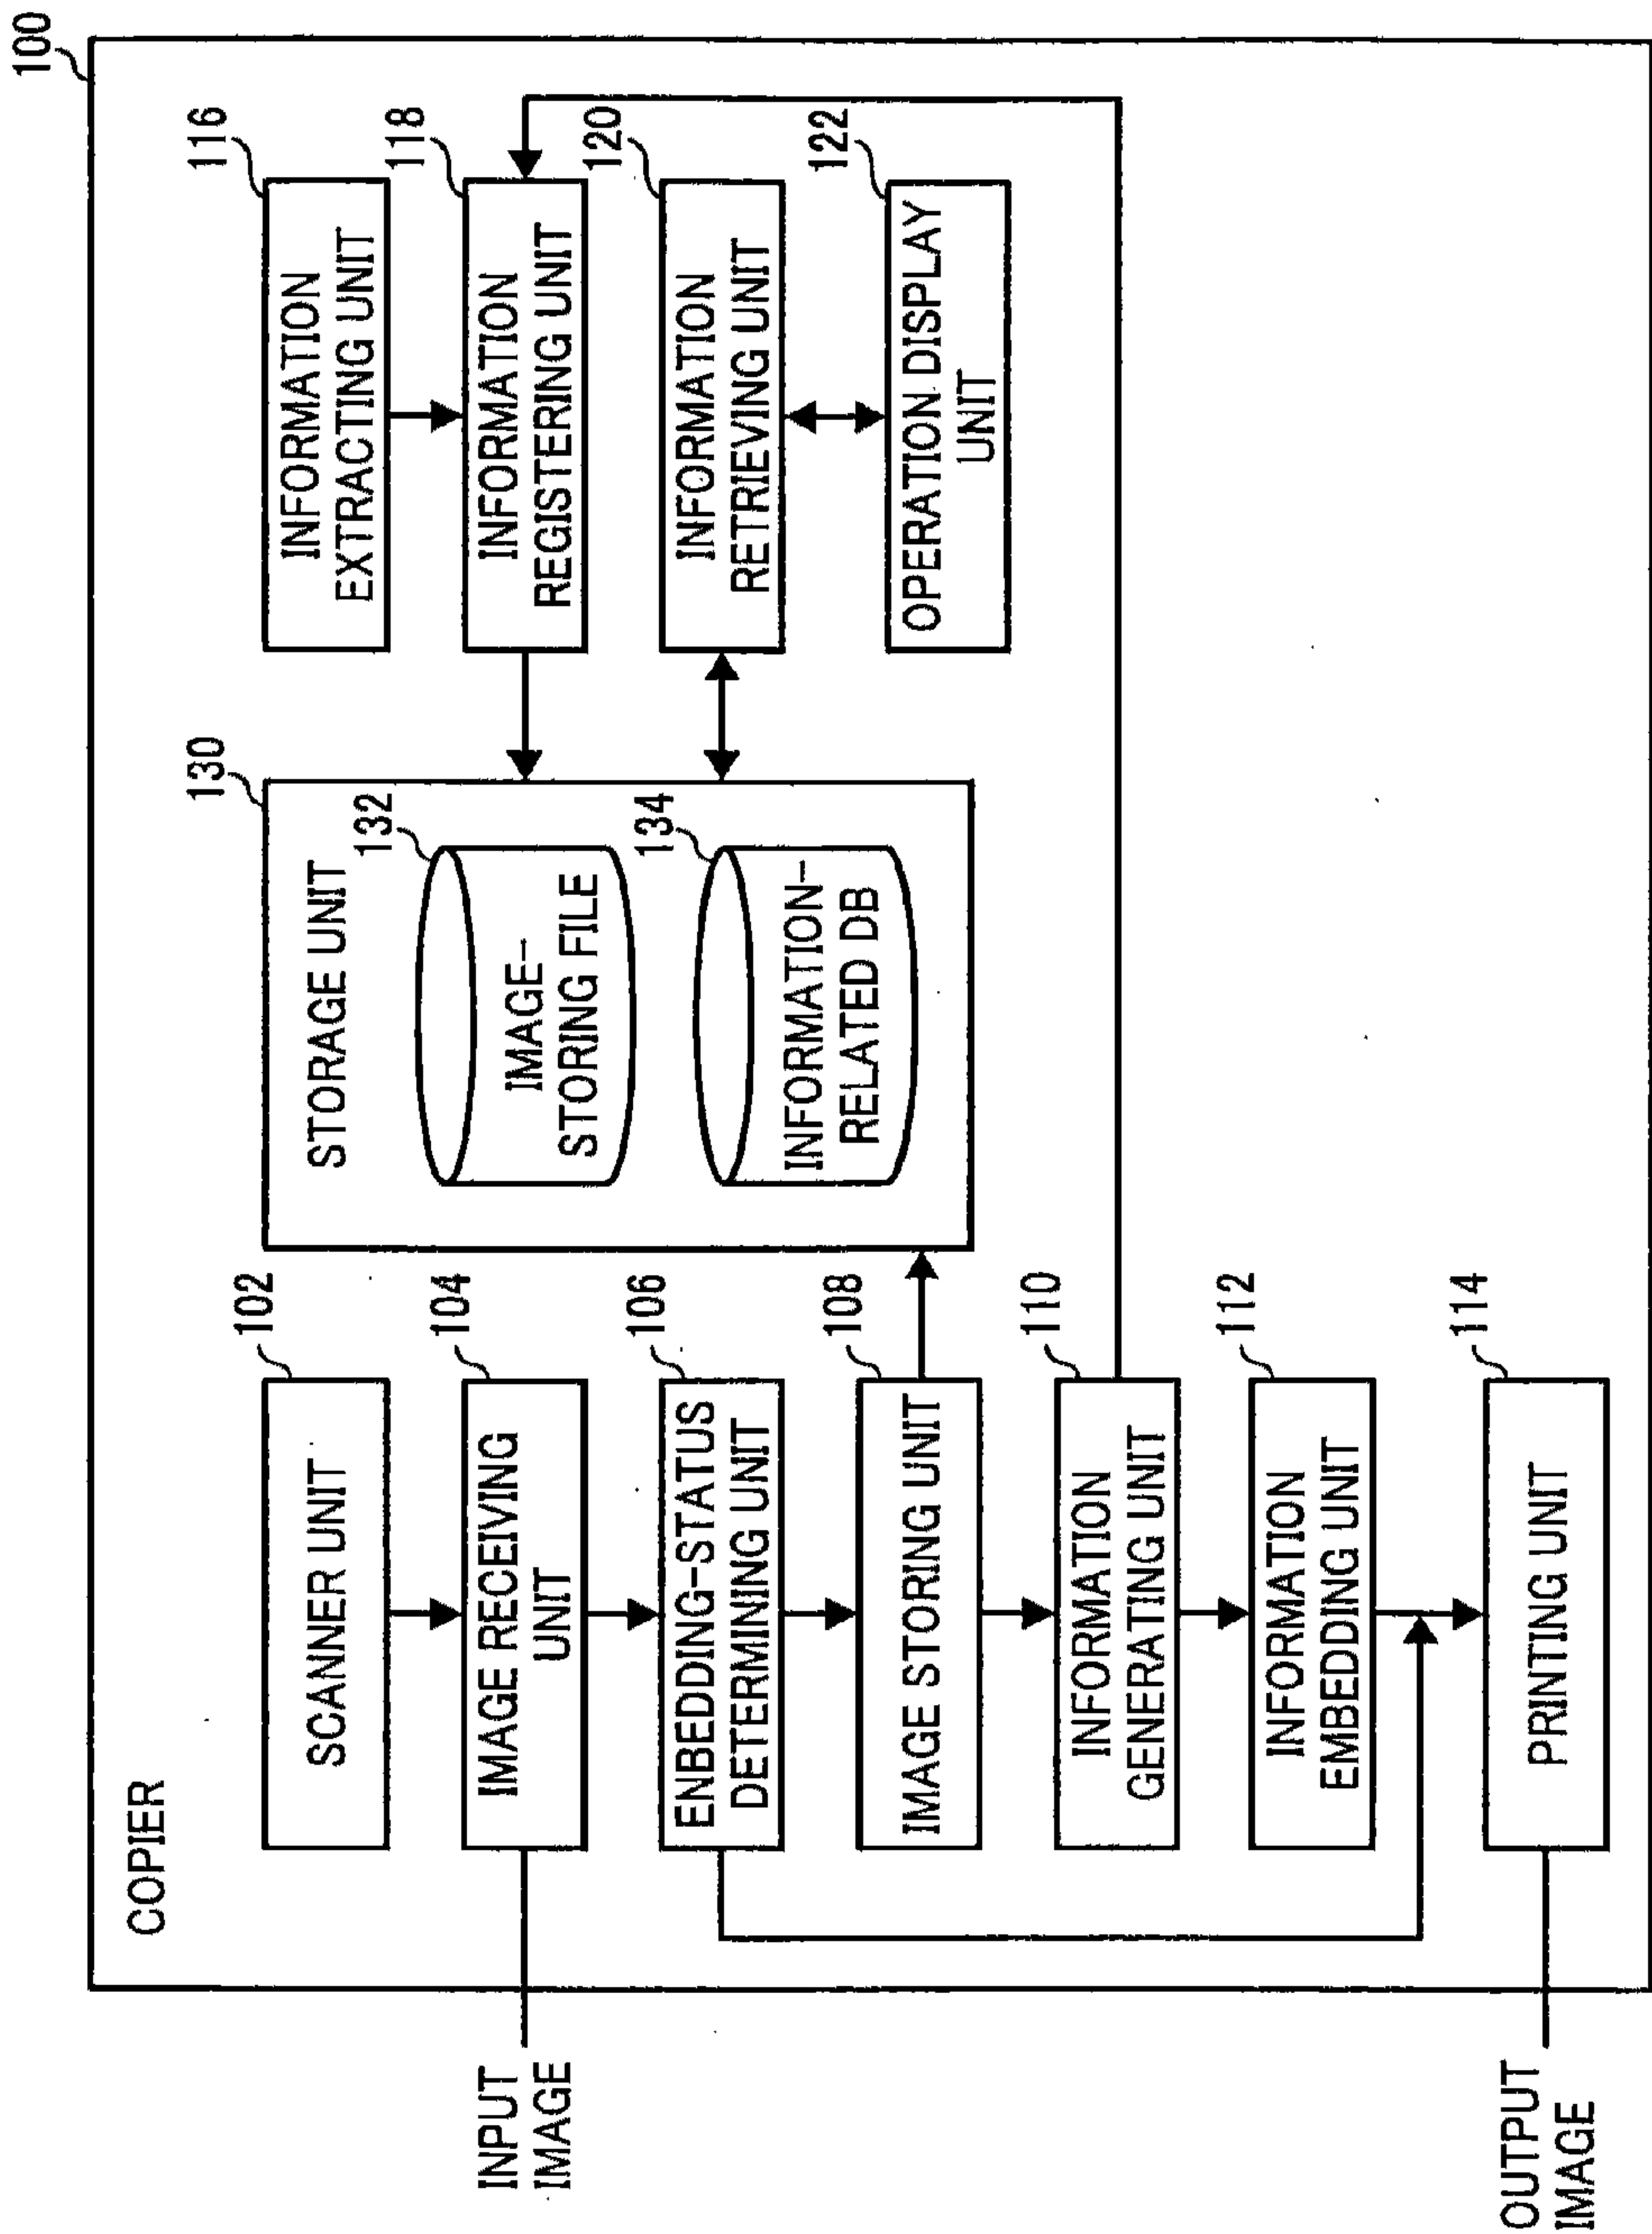 100
COPIER
102
SCANNER UNIT
104
IMAGE RECEIVING
UNIT
106
ENBEDDING-STATUS
DETERMINING UNIT
108
IMAGE STORING UNIT
110
INFORMATION
GENERATING UNIT
112
INFORMATION
EMBEDDING UNIT
114
PRINTING UNIT
INPUT
IMAGE
OUTPUT
IMAGE
130
STORAGE UNIT
132
IMAGE-
STORING FILE
134
INFORMATION-
RELATED DB
116
INFORMATION
EXTRACTING UNIT
118
INFORMATION
REGISTERING UNIT
120
INFORMATION
RETRIEVING UNIT
122
OPERATION DISPLAY
UNIT